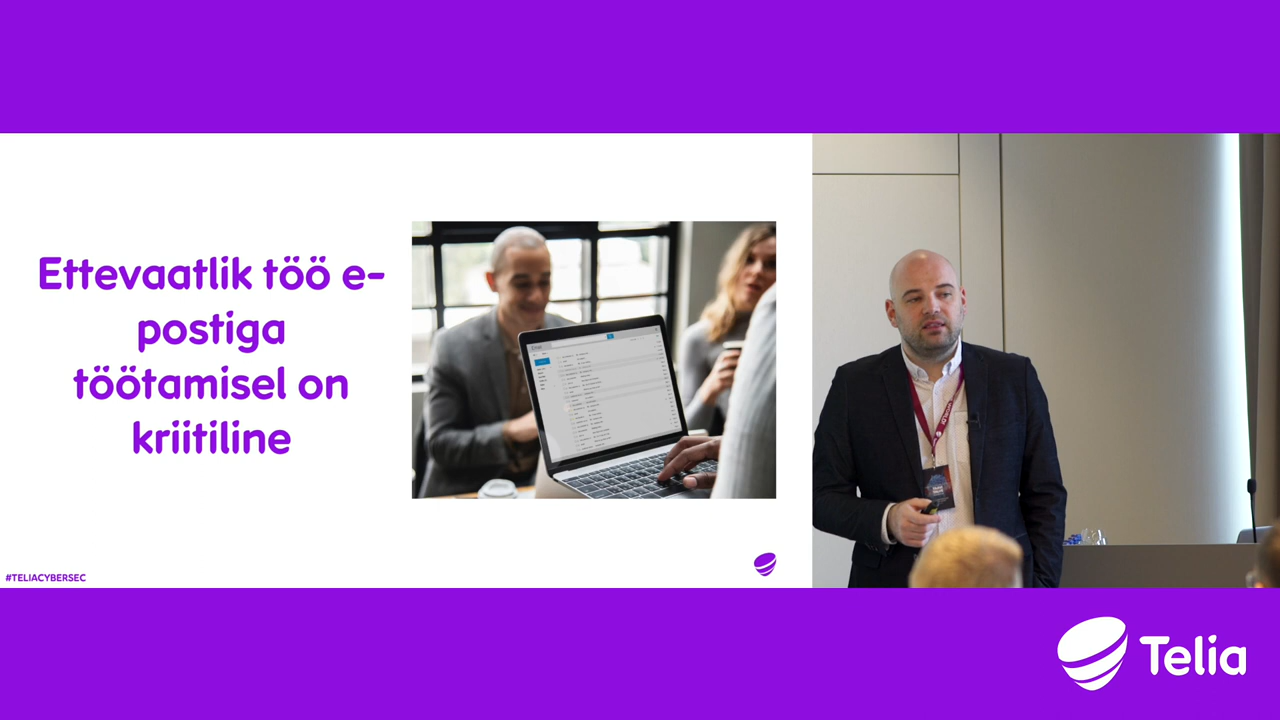 Ettevaatlik töö e-
postiga
töötamisel on
kriitiline
#TELIACYBERSEC
Telia